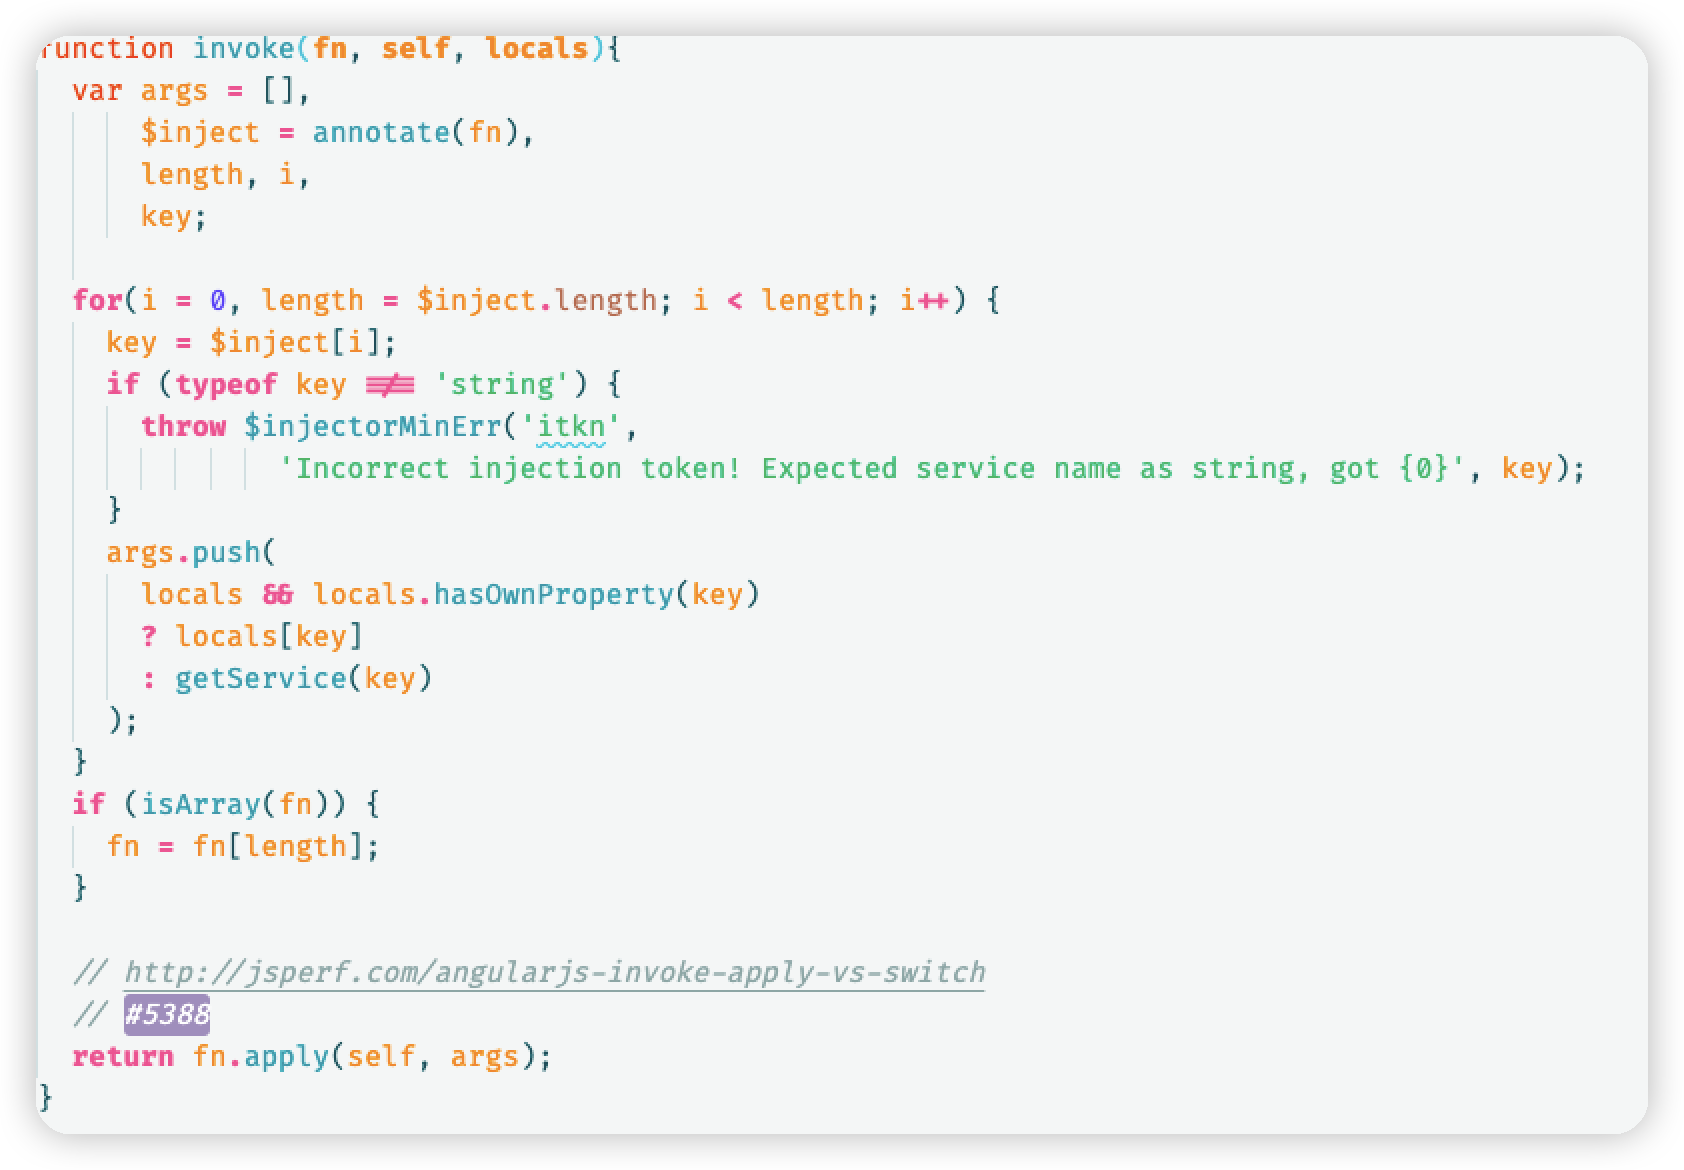 function invoke(fn, self, locals){
  var args = [],
      $inject = annotate(fn),
      length, i,
      key;

  for(i = 0, length = $inject.length; i < length; i++) {
    key = $inject[i];
    if (typeof key !== 'string') {
      throw $injectorMinErr('itkn',
              'Incorrect injection token! Expected service name as string, got {0}', key);
    }
    args.push(
      locals && locals.hasOwnProperty(key)
      ? locals[key]
      : getService(key)
    );
  }
  if (isArray(fn)) {
    fn = fn[length];
  }

  // http://jsperf.com/angularjs-invoke-apply-vs-switch
  // #5388
  return fn.apply(self, args);
}